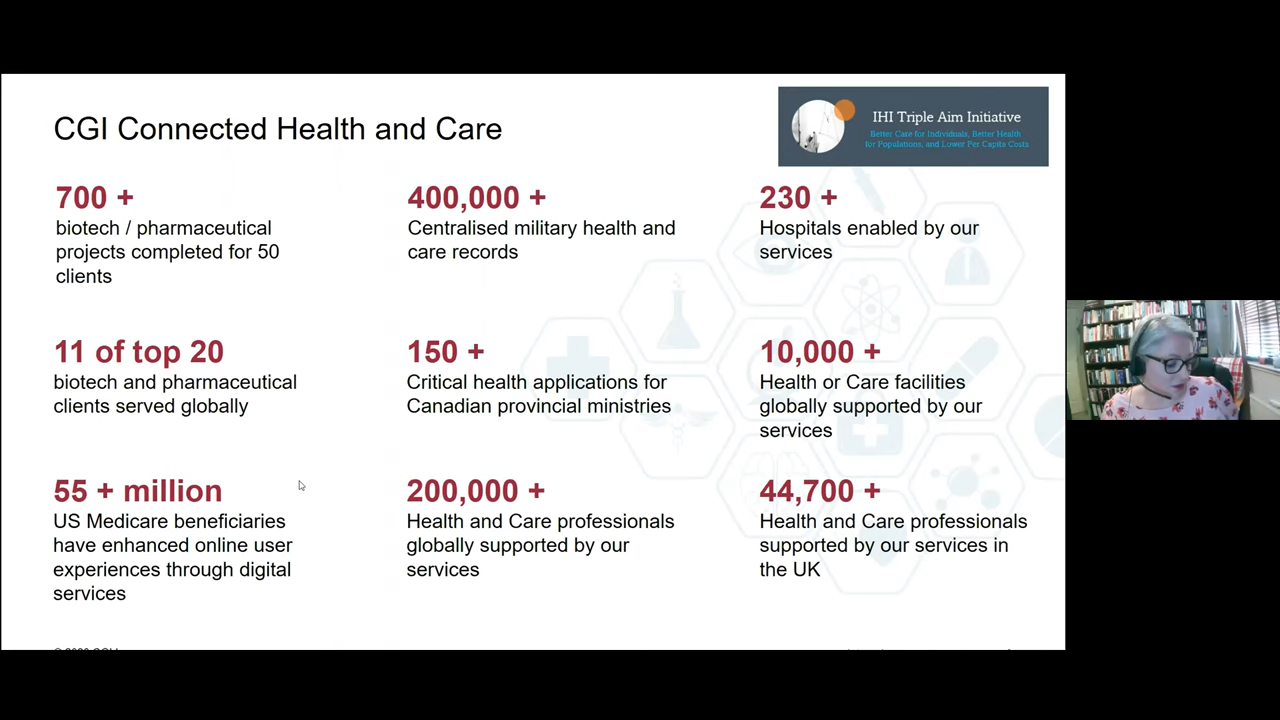 CGI Connected Health and Care
IHI Triple Aim Initiative
Better Care for Individuals, Better Health
for Populations, and Lower Per Capita Costs
700 +
biotech / pharmaceutical
projects completed for 50
clients
400,000 +
Centralised military health and
care records
230 +
Hospitals enabled by our
services
11 of top 20
biotech and pharmaceutical
clients served globally
150 +
Critical health applications for
Canadian provincial ministries
10,000 +
Health or Care facilities
globally supported by our
services
55 + million
US Medicare beneficiaries
have enhanced online user
experiences through digital
services
200,000 +
Health and Care professionals
globally supported by our
services
44,700 +
Health and Care professionals
supported by our services in
the UK